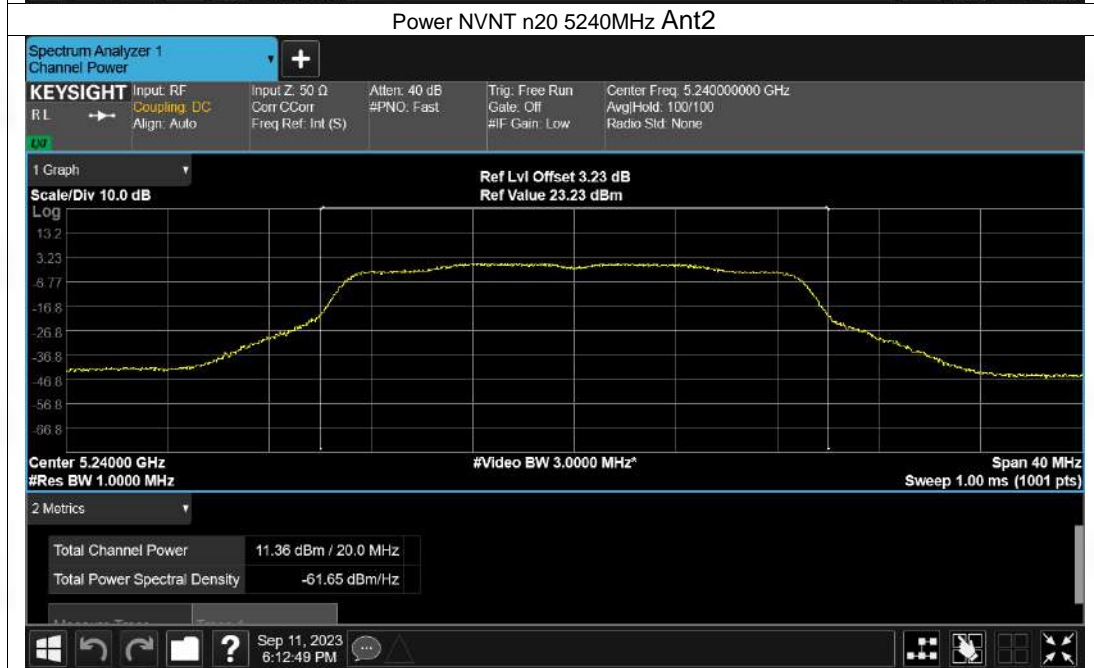 Power NVNT n20 5240MHz Ant2
Spectrum Analyzer 1
Channel Power
+
KEYSIGHT Input: RF
RL
Coupling: DC
Align: Auto
LXI
Input Z: 50 Ω
Corr CCorr
Freq Ref: Int (S)
Atten: 40 dB
#PNO: Fast
Trig: Free Run
Gate: Off
#IF Gain: Low
Center Freq: 5.240000000 GHz
Avg|Hold: 100/100
Radio Std: None
1 Graph
Scale/Div 10.0 dB
Ref Lvl Offset 3.23 dB
Ref Value 23.23 dBm
Log
13.2
3.23
-6.77
-16.8
-26.8
-36.8
-46.8
-56.8
-66.8
Center 5.24000 GHz
#Video BW 3.0000 MHz*
Span 40 MHz
#Res BW 1.0000 MHz
Sweep 1.00 ms (1001 pts)
2 Metrics
Total Channel Power 11.36 dBm / 20.0 MHz
Total Power Spectral Density -61.65 dBm/Hz
?
Sep 11, 2023
6:12:49 PM